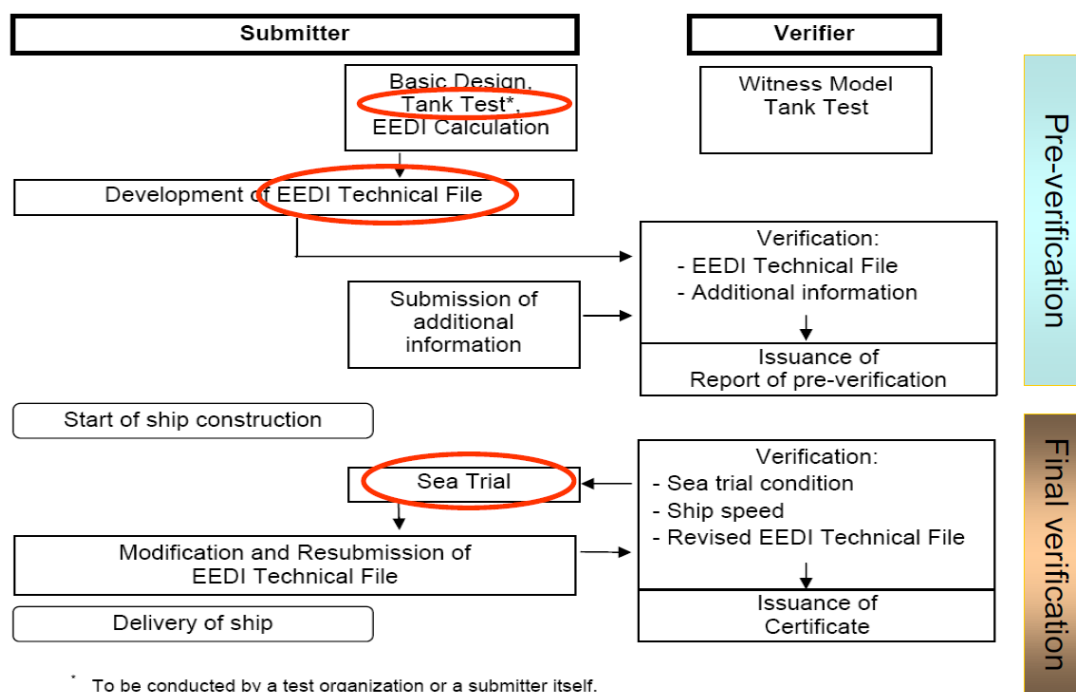 Submitter
Verifier
Basic Design,
Tank Test*,
EEDI Calculation
Witness Model
Tank Test
Development of EEDI Technical File
Verification:
- EEDI Technical File
- Additional information
Submission of
additional
information
Issuance of
Report of pre-verification
Pre-verification
Start of ship construction
Sea Trial
Verification:
- Sea trial condition
- Ship speed
- Revised EEDI Technical File
Modification and Resubmission of
EEDI Technical File
Issuance of
Certificate
Delivery of ship
Final verification
* To be conducted by a test organization or a submitter itself.